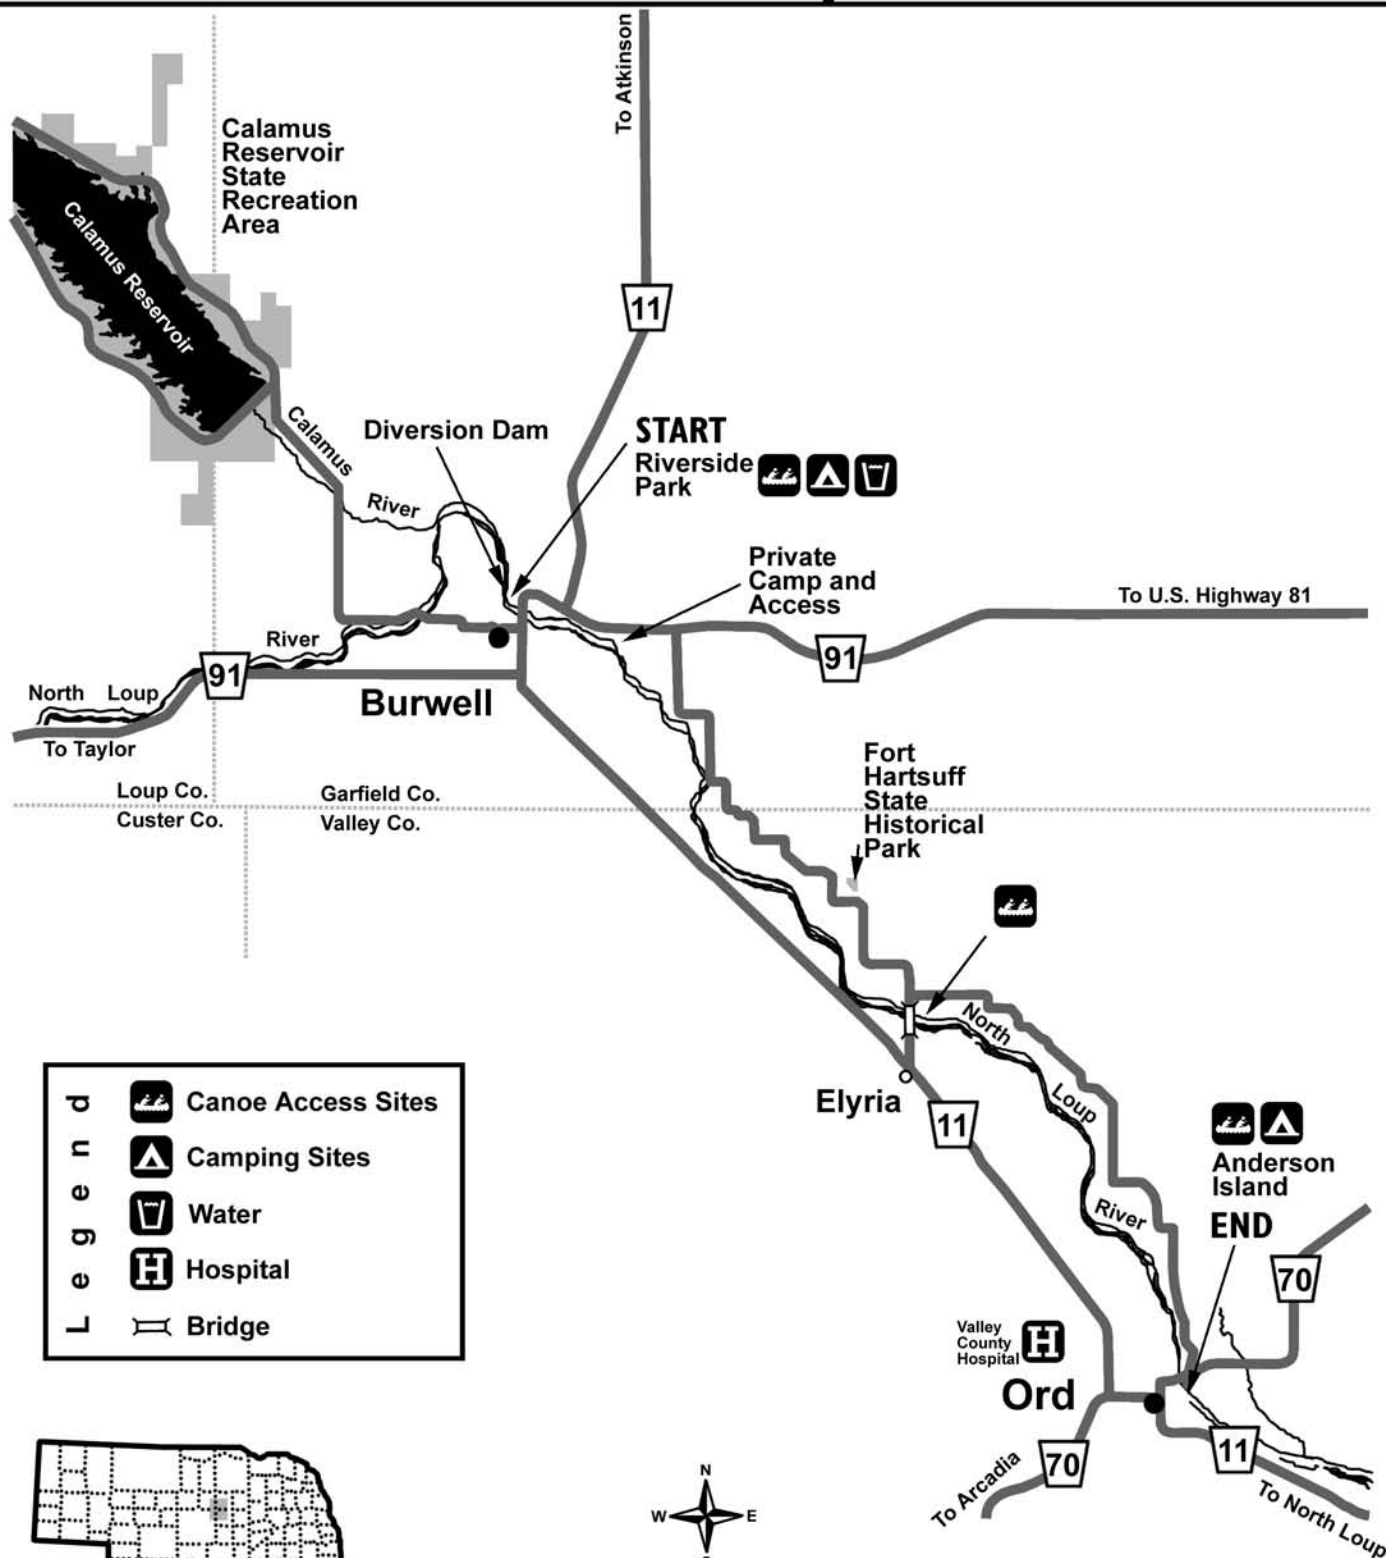 To Atkinson
Calamus
Reservoir
State
Recreation
Area
Calamus Reservoir
11
Calamus
River
Diversion Dam
START
Riverside
Park
Private
Camp and
Access
To U.S. Highway 81
91
River
91
North Loup
To Taylor
Burwell
Loup Co.
Garfield Co.
Custer Co.
Valley Co.
Fort
Hartsuff
State
Historical
Park
North
Loup
River
Elyria
11
Legend
Canoe Access Sites
Camping Sites
Water
H Hospital
Bridge
Anderson
Island
END
70
Valley
County
Hospital
H
Ord
70
11
To Arcadia
To North Loup
N
W
E